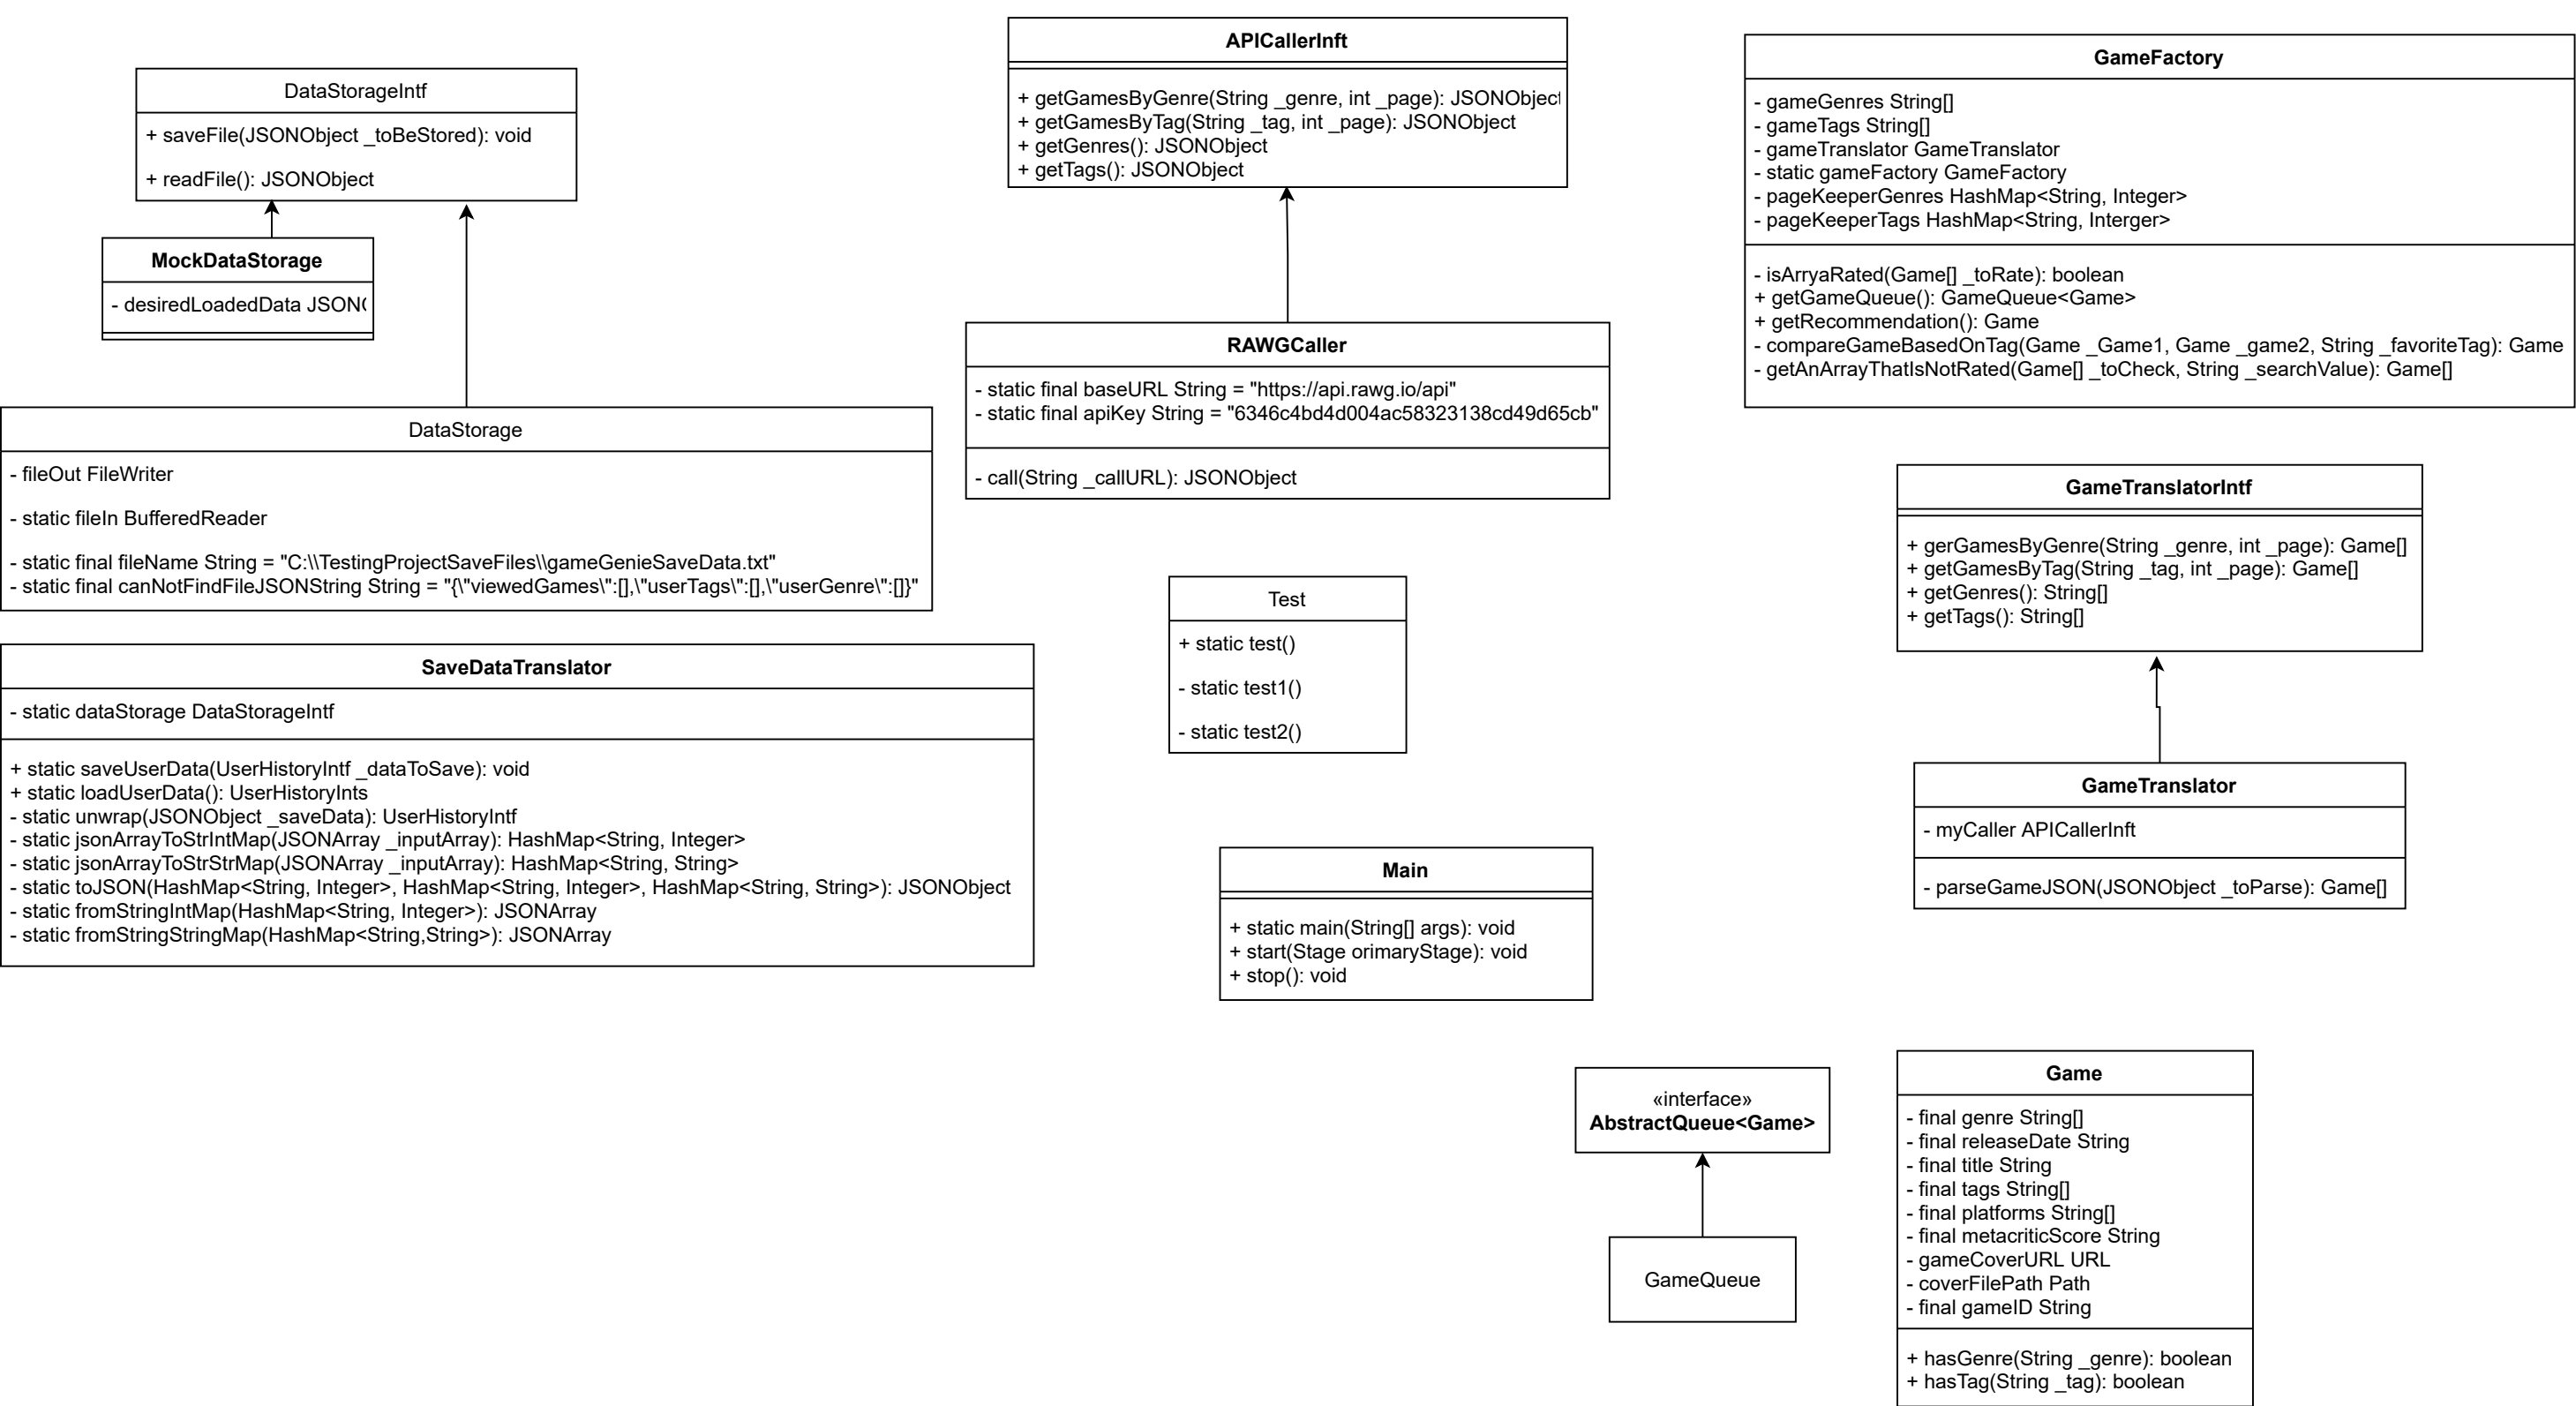 DataStorageIntf
+ saveFile(JSONObject _toBeStored): void
+ readFile(): JSONObject
MockDataStorage
- desiredLoadedData JSON
DataStorage
- fileOut FileWriter
- static fileIn BufferedReader
- static final fileName String = "C:\\TestingProjectSaveFiles\\gameGenieSaveData.txt"
- static final canNotFindFileJSONString String = "{\"viewedGames\":[],\"userTags\":[],\"userGenre\":[]}"
SaveDataTranslator
- static dataStorage DataStorageIntf
+ static saveUserData(UserHistoryIntf _dataToSave): void
+ static loadUserData(): UserHistoryInts
- static unwrap(JSONObject _saveData): UserHistoryIntf
- static jsonArrayToStrIntMap(JSONArray _inputArray): HashMap<String, Integer>
- static jsonArrayToStrStrMap(JSONArray _inputArray): HashMap<String, String>
- static toJSON(HashMap<String, Integer>, HashMap<String, Integer>, HashMap<String, String>): JSONObject
- static fromStringIntMap(HashMap<String, Integer>): JSONArray
- static fromStringStringMap(HashMap<String,String>): JSONArray
APICallerInft
+ getGamesByGenre(String _genre, int _page): JSONObject
+ getGamesByTag(String _tag, int _page): JSONObject
+ getGenres(): JSONObject
+ getTags(): JSONObject
RAWGCaller
- static final baseURL String = "https://api.rawg.io/api"
- static final apiKey String = "6346c4bd4d004ac58323138cd49d65cb"
- call(String _callURL): JSONObject
Test
+ static test()
- static test1()
- static test2()
Main
+ static main(String[] args): void
+ start(Stage orimaryStage): void
+ stop(): void
«interface»
AbstractQueue<Game>
GameQueue
GameFactory
- gameGenres String[]
- gameTags String[]
- gameTranslator GameTranslator
- static gameFactory GameFactory
- pageKeeperGenres HashMap<String, Integer>
- pageKeeperTags HashMap<String, Interger>
- isArryaRated(Game[] _toRate): boolean
+ getGameQueue(): GameQueue<Game>
+ getRecommendation(): Game
- compareGameBasedOnTag(Game _Game1, Game _game2, String _favoriteTag): Game
- getAnArrayThatIsNotRated(Game[] _toCheck, String _searchValue): Game[]
GameTranslatorIntf
+ gerGamesByGenre(String _genre, int _page): Game[]
+ getGamesByTag(String _tag, int _page): Game[]
+ getGenres(): String[]
+ getTags(): String[]
GameTranslator
- myCaller APICallerInft
- parseGameJSON(JSONObject _toParse): Game[]
Game
- final genre String[]
- final releaseDate String
- final title String
- final tags String[]
- final platforms String[]
- final metacriticScore String
- gameCoverURL URL
- coverFilePath Path
- final gameID String
+ hasGenre(String _genre): boolean
+ hasTag(String _tag): boolean